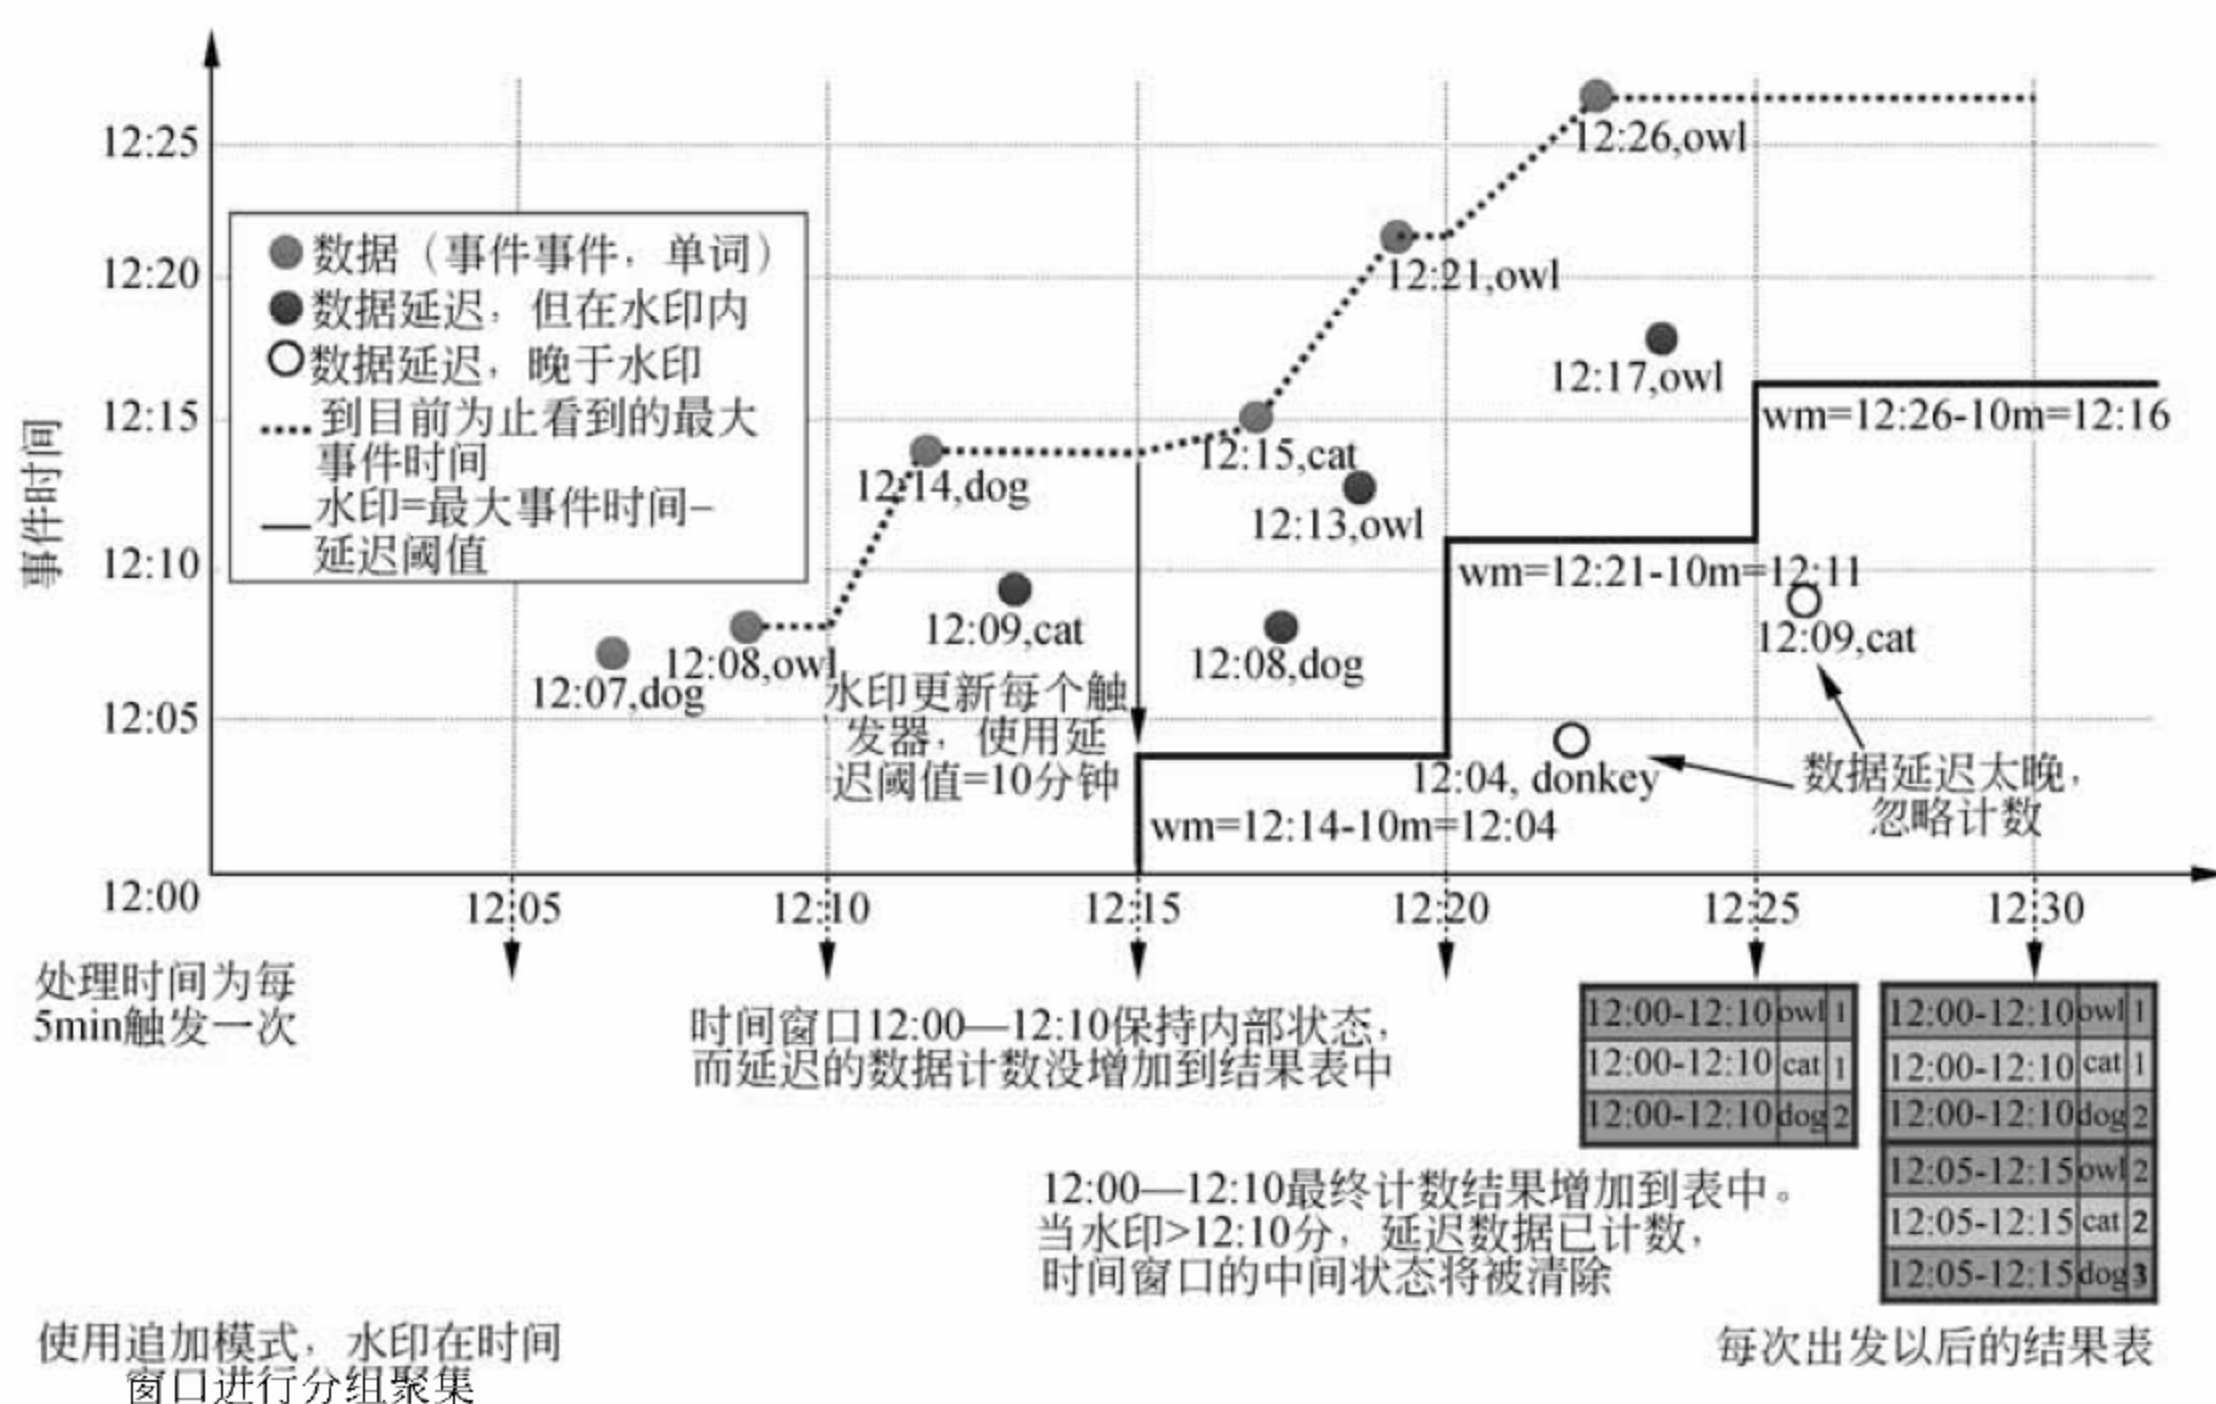 12:25
12:20
12:15
12:10
12:05
12:00
事件时间
数据（事件事件，单词）
数据延迟，但在水印内
数据延迟，晚于水印
到目前为止看到的最大
事件时间
水印=最大事件时间–
延迟阈值
12:26,owl
12:21,owl
12:17,owl
12:15,cat
12:14,dog
12:13,owl
12:09,cat
12:08,dog
12:08,owl
12:07,dog
wm=12:26-10m=12:16
wm=12:21-10m=12:11
12:09,cat
12:04, donkey
wm=12:14-10m=12:04
水印更新每个触
发器，使用延
迟阈值=10分钟
数据延迟太晚，
忽略计数
12:05
12:10
12:15
12:20
12:25
12:30
处理时间为每
5min触发一次
时间窗口12:00—12:10保持内部状态，
而延迟的数据计数没增加到结果表中
12:00-12:10 owl 1
12:00-12:10 cat 1
12:00-12:10 dog 2
12:00-12:10 owl 1
12:00-12:10 cat 1
12:00-12:10 dog 2
12:05-12:15 owl 2
12:05-12:15 cat 2
12:05-12:15 dog 3
12:00—12:10最终计数结果增加到表中。
当水印>12:10分，延迟数据已计数，
时间窗口的中间状态将被清除
使用追加模式，水印在时间
窗口进行分组聚集
每次出发以后的结果表